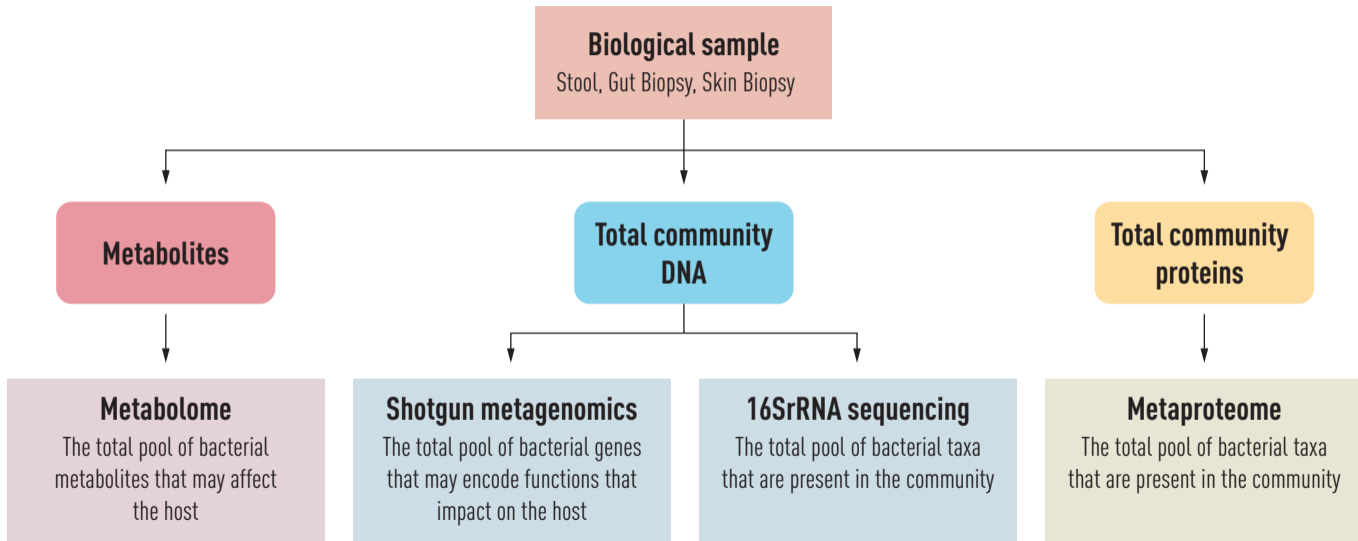 Biological sample
Stool, Gut Biopsy, Skin Biopsy
Metabolites
Total community
DNA
Total community
proteins
Metabolome
The total pool of bacterial
metabolites that may affect
the host
Shotgun metagenomics
The total pool of bacterial genes
that may encode functions that
impact on the host
16SrRNA sequencing
The total pool of bacterial taxa
that are present in the community
Metaproteome
The total pool of bacterial taxa
that are present in the community